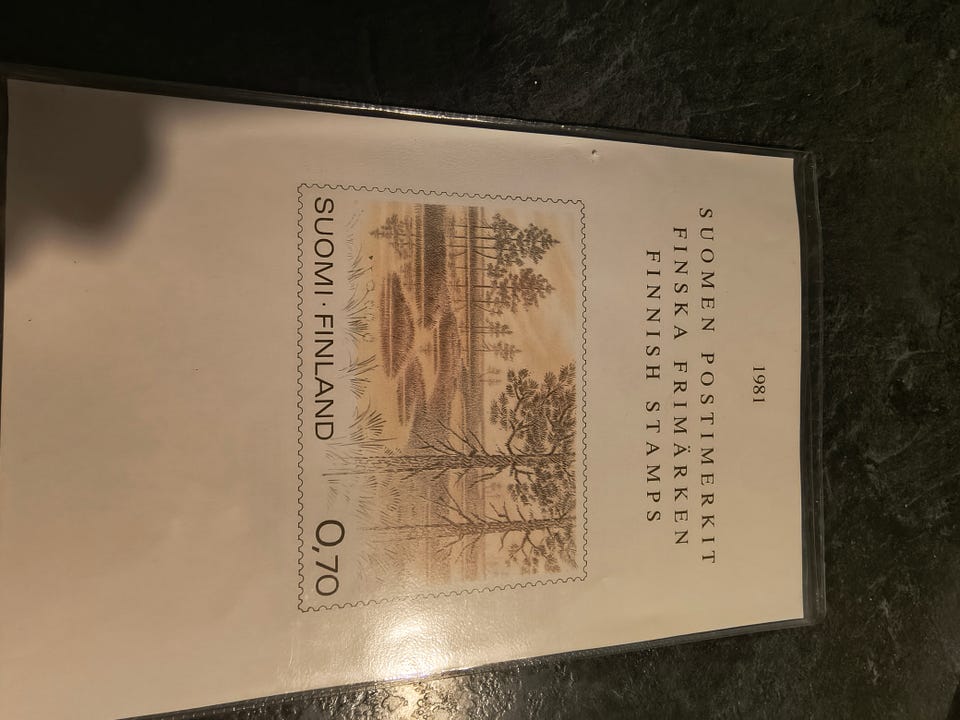 1981
SUOMEN POSTIMERKIT
FINSKA FRIMÄRKEN
FINNISH STAMPS
SUOMI·FINLAND 0,70